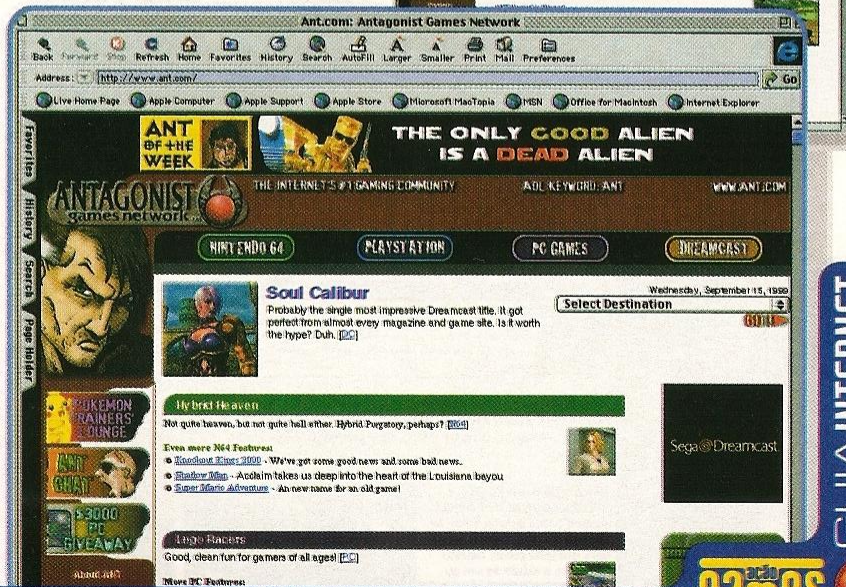 Ant.com: Antagonist Games Network
Back Forward Stop Refresh Home Favorites History Search AutoFill Larger Smaller Print Mail Preferences
Address: http://www.ant.com/ Go
Live Home Page Apple Computer Apple Support Apple Store Microsoft MacTopia MSN Office for Macintosh Internet Explorer
Favorites
History
Search
Page Holder
ANT
OF THE
WEEK
THE ONLY GOOD ALIEN
IS A DEAD ALIEN
ANTAGONIST
games network
THE INTERNET'S #1 GAMING COMMUNITY AOL KEYWORD: ANT WWW.ANT.COM
NINTENDO 64 PLAYSTATION PC GAMES DREAMCAST
Wednesday, September 15, 1999
Select Destination
Soul Calibur
Probably the single most impressive Dreamcast title. It got
perfect from almost every magazine and game site. Is it worth
the hype? Duh.
Hybrid Heaven
Not quite heaven, but not quite hell either. Hybrid Purgatory, perhaps? [N64]
Even more N64 Features:
Knockout Kings 2000 - We've got some good news and some bad news.
Shadow Man - Acclaim takes us deep into the heart of the Louisiana bayou
Super Mario Adventure - An new name for an old game!
Sega Dreamcast
POKEMON
TRAINERS
LOUNGE
ANT
CHAT
$3000
PC
GIVEAWAY
About ANT
Lego Racers
Good, clean fun for gamers of all ages! [PC]
More PC Features:
INTERNET
ação
games